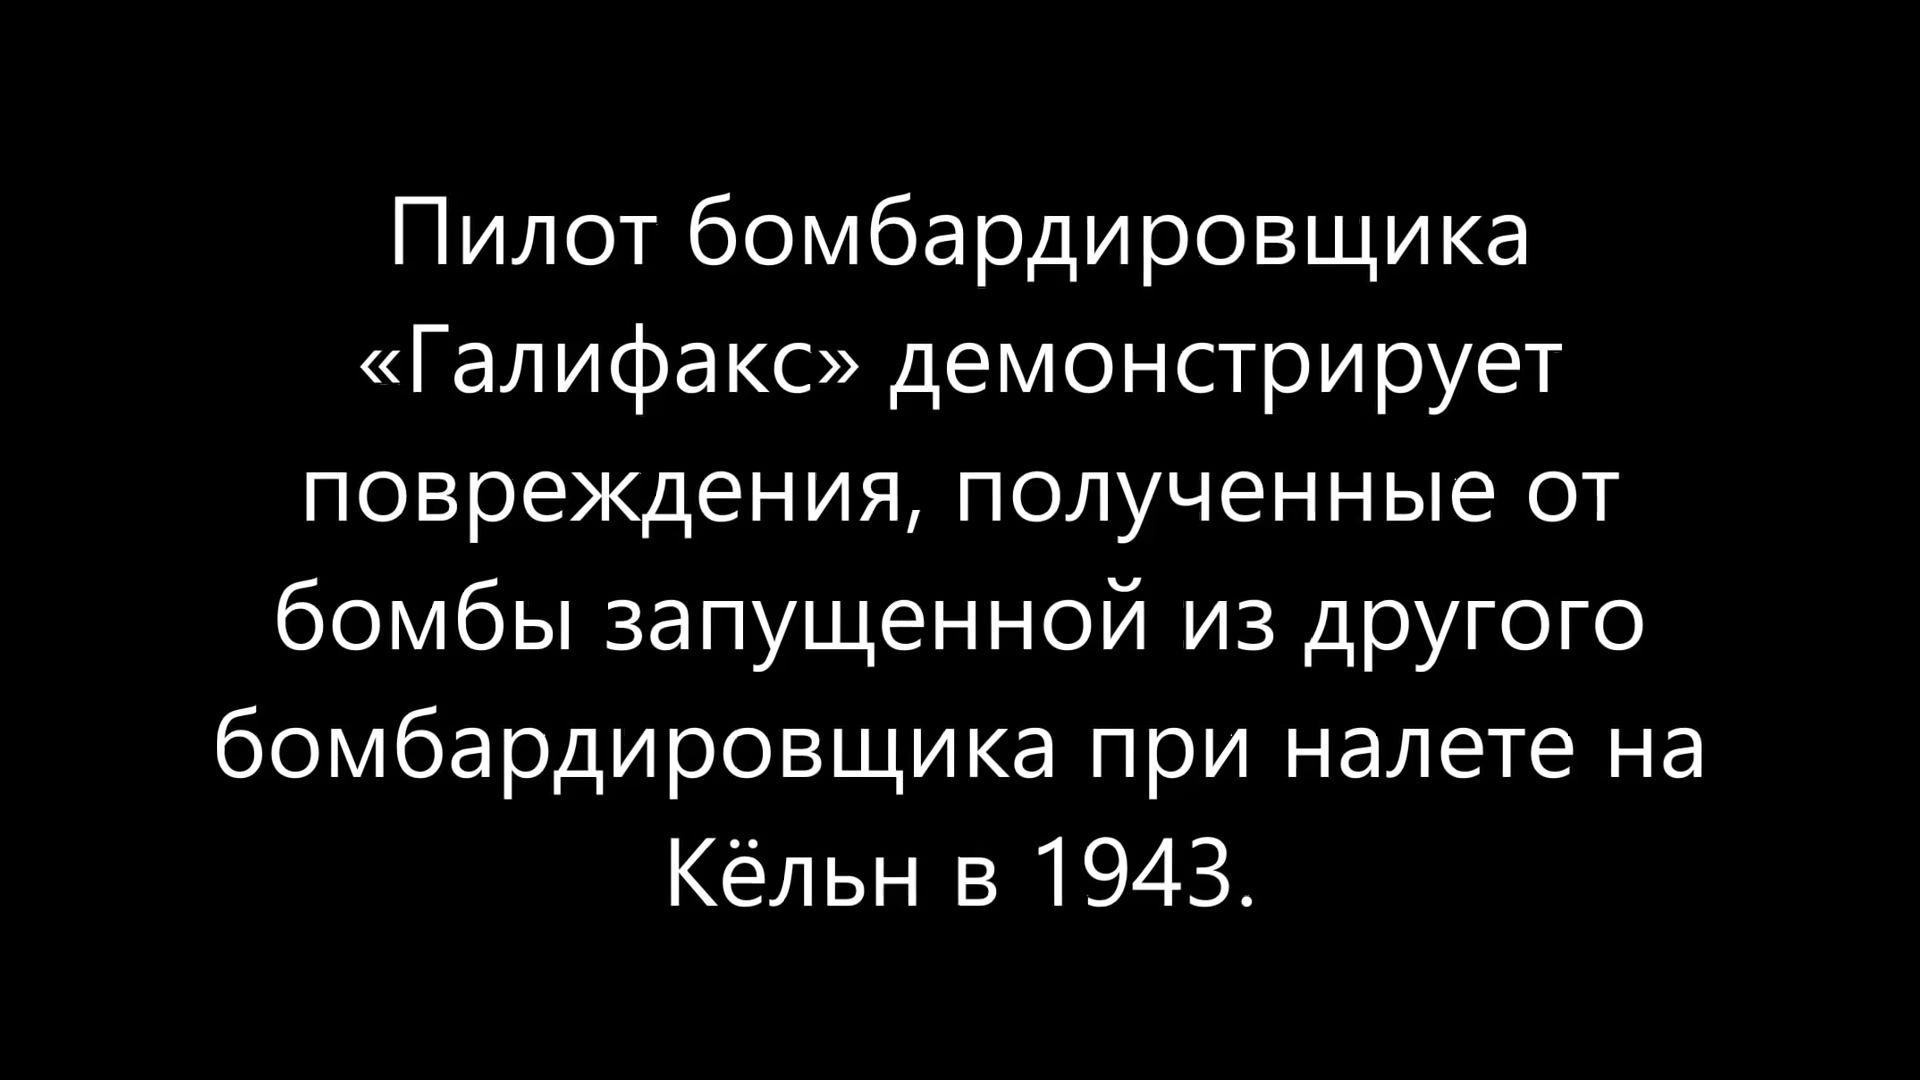 Пилот бомбардировщика
«Галифакс» демонстрирует
повреждения, полученные от
бомбы запущенной из другого
бомбардировщика при налете на
Кёльн в 1943.